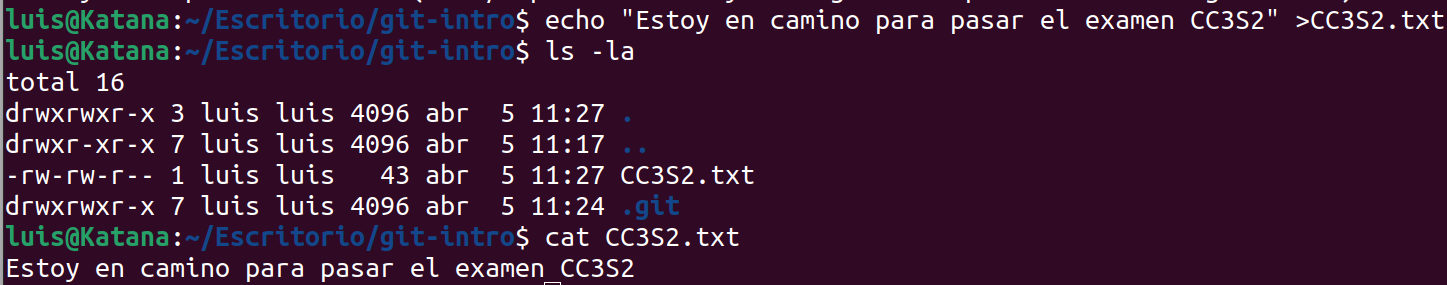 luis@Katana:~/Escritorio/git-intro$ echo "Estoy en camino para pasar el examen CC3S2" >CC3S2.txt
luis@Katana:~/Escritorio/git-intro$ ls -la
total 16
drwxrwxr-x 3 luis luis 4096 abr  5 11:27 .
drwxr-xr-x 7 luis luis 4096 abr  5 11:17 ..
-rw-rw-r-- 1 luis luis   43 abr  5 11:27 CC3S2.txt
drwxrwxr-x 7 luis luis 4096 abr  5 11:24 .git
luis@Katana:~/Escritorio/git-intro$ cat CC3S2.txt
Estoy en camino para pasar el examen CC3S2